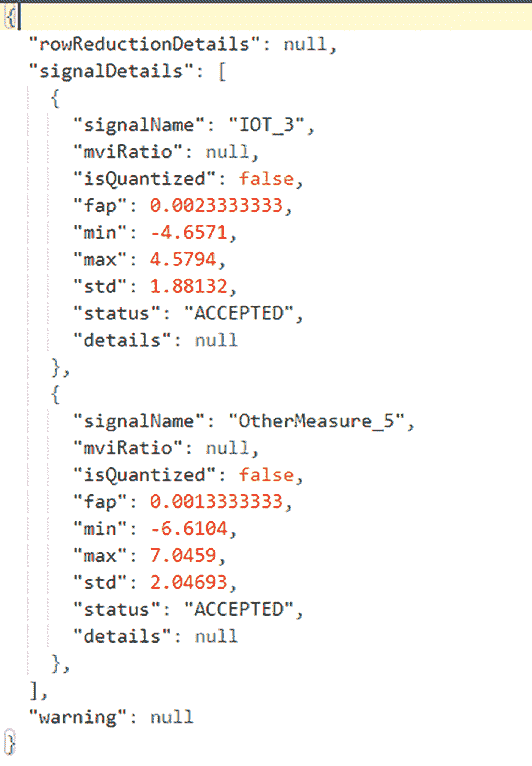 {
"rowReductionDetails": null,
"signalDetails": [
{
"signalName": "IOT_3",
"mviRatio": null,
"isQuantized": false,
"fap": 0.0023333333,
"min": -4.6571,
"max": 4.5794,
"std": 1.88132,
"status": "ACCEPTED",
"details": null
},
{
"signalName": "OtherMeasure_5",
"mviRatio": null,
"isQuantized": false,
"fap": 0.0013333333,
"min": -6.6104,
"max": 7.0459,
"std": 2.04693,
"status": "ACCEPTED",
"details": null
},
],
"warning": null
}